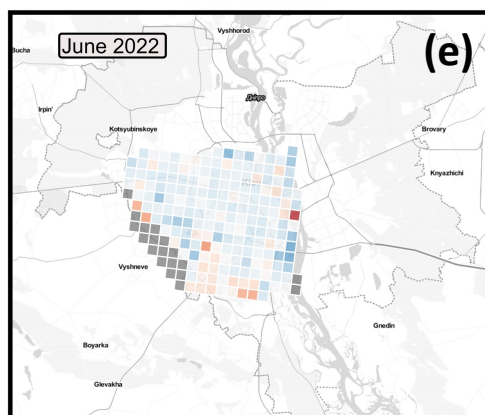 Vyshhorod
June 2022
(e)
Bucha
Дніпро
Irpin'
Kotsyubinskoye
Brovary
Knyazhichi
Vyshneve
Gnedin
Boyarka
Glevakha